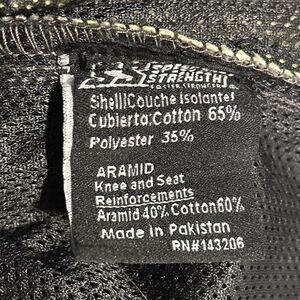 STRENGTH
Shell|Couche isolante|
Cubierta:Cotton 65%
Polyester 35%
ARAMID
Knee and Seat
Reinforcements
Aramid 40% Cotton60%
Made in Pakistan
RN#143206